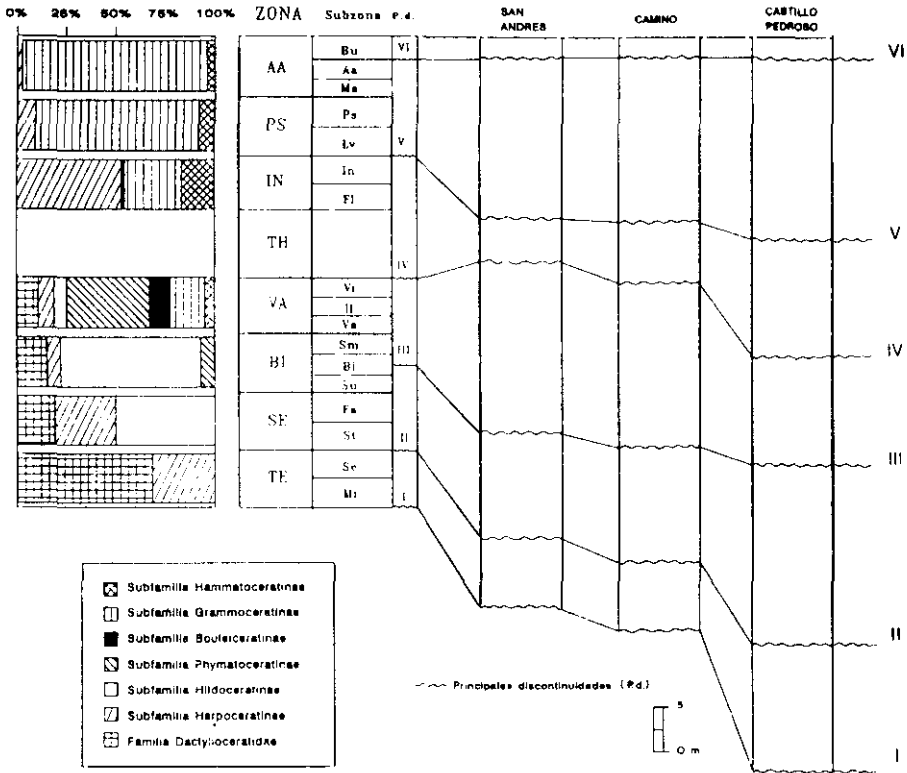 0% 25% 50% 75% 100% ZONA Subzona P.d. SAN ANDRES CAMINO CASTILLO PEDROSO
AA Bu VI VI
Aa
Ma
PS Ps
Lv V
IN In
Fl
V
TH IV
VA Vi
Il
Va
IV
BI Sm III
Bi
Su
SE Fa
St II
III
TE Se
Mi I
Subfamilia Hammatoceratinae
Subfamilia Grammoceratinae
Subfamilia Bouleiceratinae
Subfamilia Phymatoceratinae
Subfamilia Hildoceratinae
Subfamilia Harpoceratinae
Familia Dactylioceratidae
Principales discontinuidades (P.d.)
5
0 m
II
I